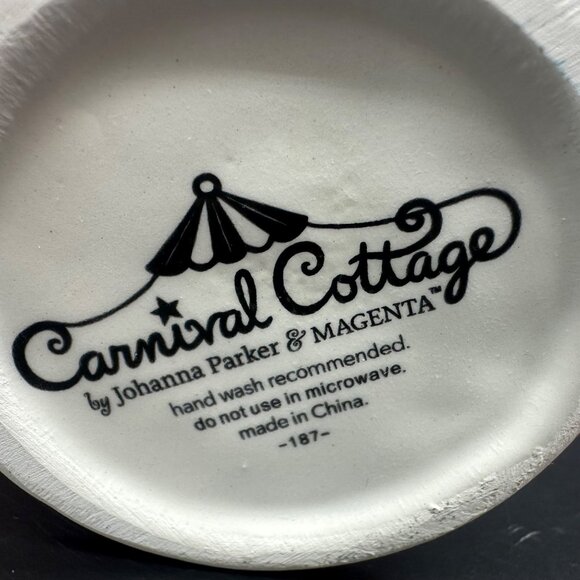 Carnival Cottage
by Johanna Parker & MAGENTA™
hand wash recommended.
do not use in microwave.
made in China.
-187-